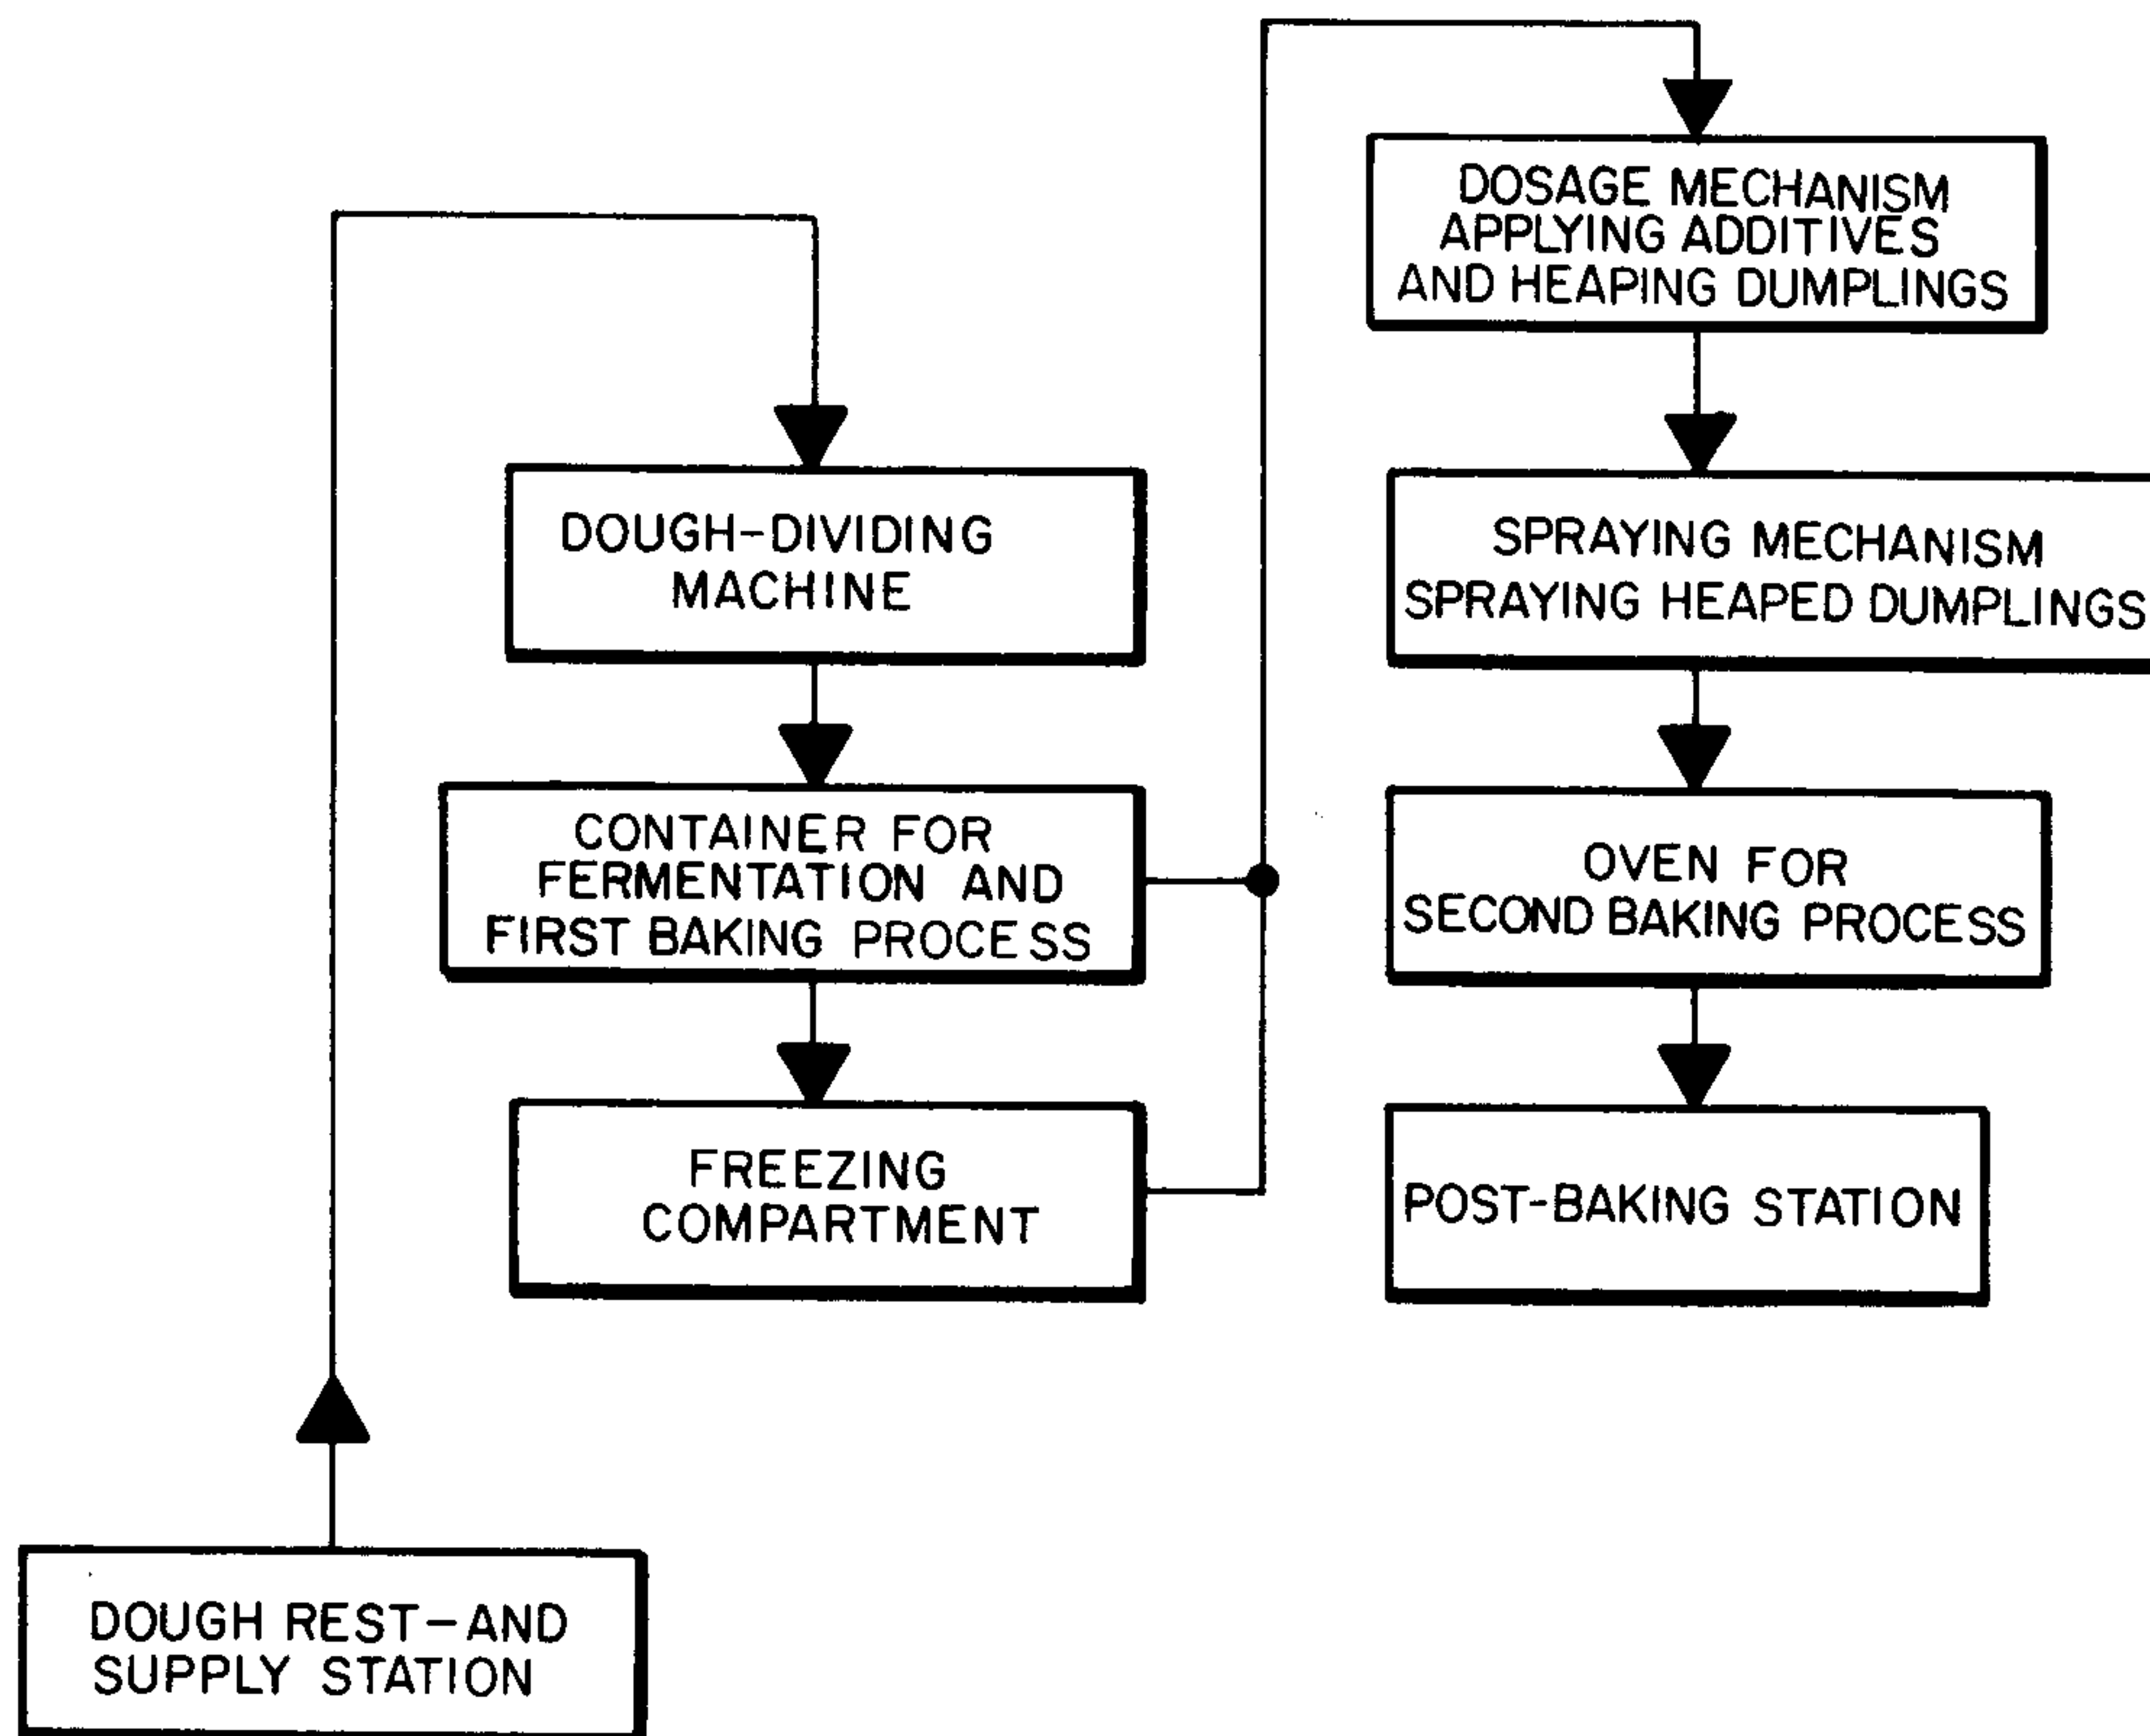 DOSAGE MECHANISM
APPLYING ADDITIVES
AND HEAPING DUMPLINGS
DOUGH-DIVIDING
MACHINE
SPRAYING MECHANISM
SPRAYING HEAPED DUMPLINGS
CONTAINER FOR
FERMENTATION AND
FIRST BAKING PROCESS
OVEN FOR
SECOND BAKING PROCESS
FREEZING
COMPARTMENT
POST-BAKING STATION
DOUGH REST-AND
SUPPLY STATION